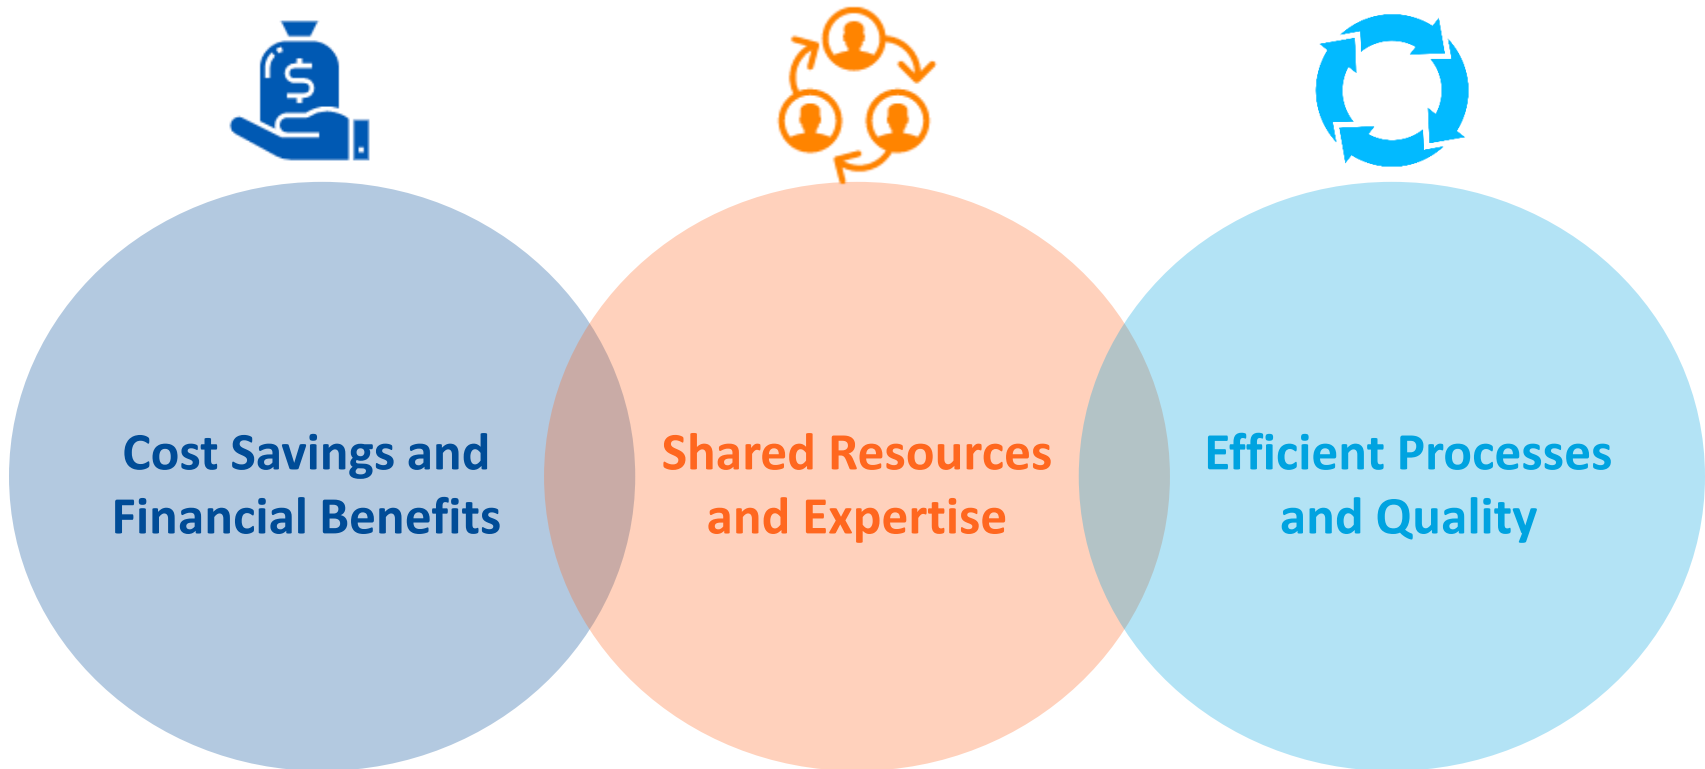 $
Cost Savings and
Financial Benefits
Shared Resources
and Expertise
Efficient Processes
and Quality